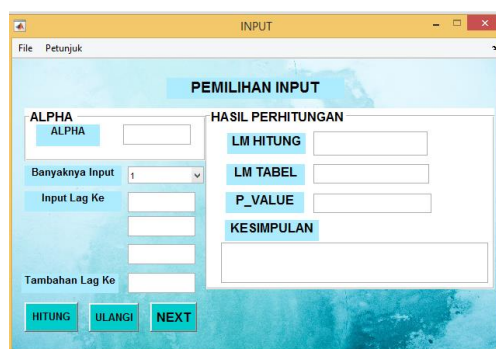 INPUT
File Petunjuk
PEMILIHAN INPUT
ALPHA
ALPHA
Banyaknya Input 1
Input Lag Ke
Tambahan Lag Ke
HITUNG ULANGI NEXT
HASIL PERHITUNGAN
LM HITUNG
LM TABEL
P_VALUE
KESIMPULAN